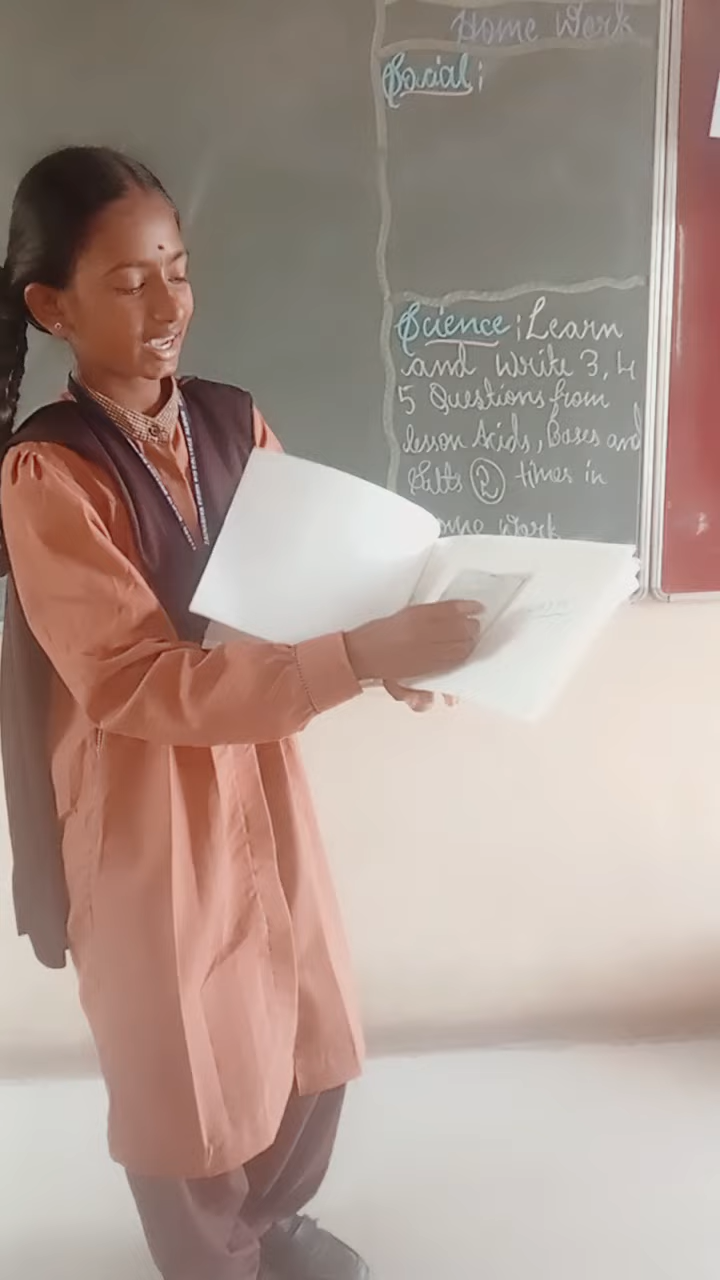 Home Work
Social :
Science : Learn
and Write 3, 4
5 Questions from
lesson Acids, Bases and
Salts ② times in
Home work